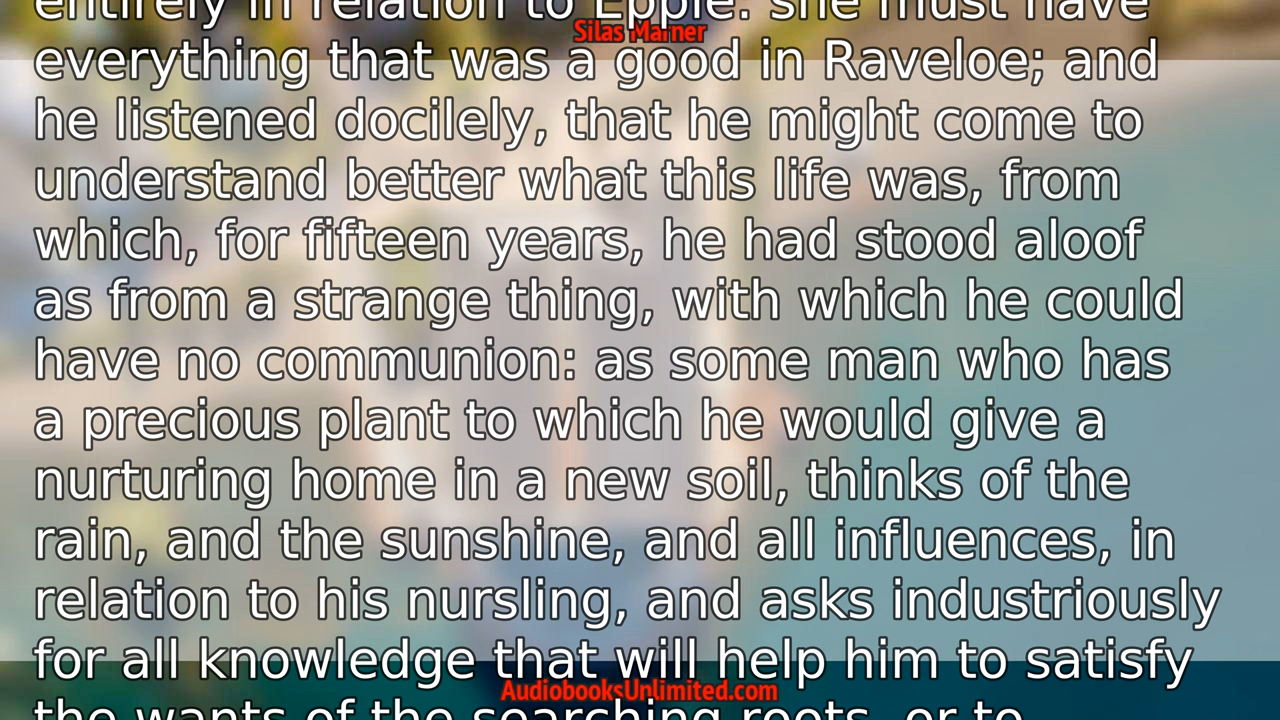 entirely in relation to Eppie: she must have
Silas Marner
everything that was a good in Raveloe; and
he listened docilely, that he might come to
understand better what this life was, from
which, for fifteen years, he had stood aloof
as from a strange thing, with which he could
have no communion: as some man who has
a precious plant to which he would give a
nurturing home in a new soil, thinks of the
rain, and the sunshine, and all influences, in
relation to his nursling, and asks industriously
for all knowledge that will help him to satisfy
AudiobooksUnlimited.com
the wants of the searching roots, or to